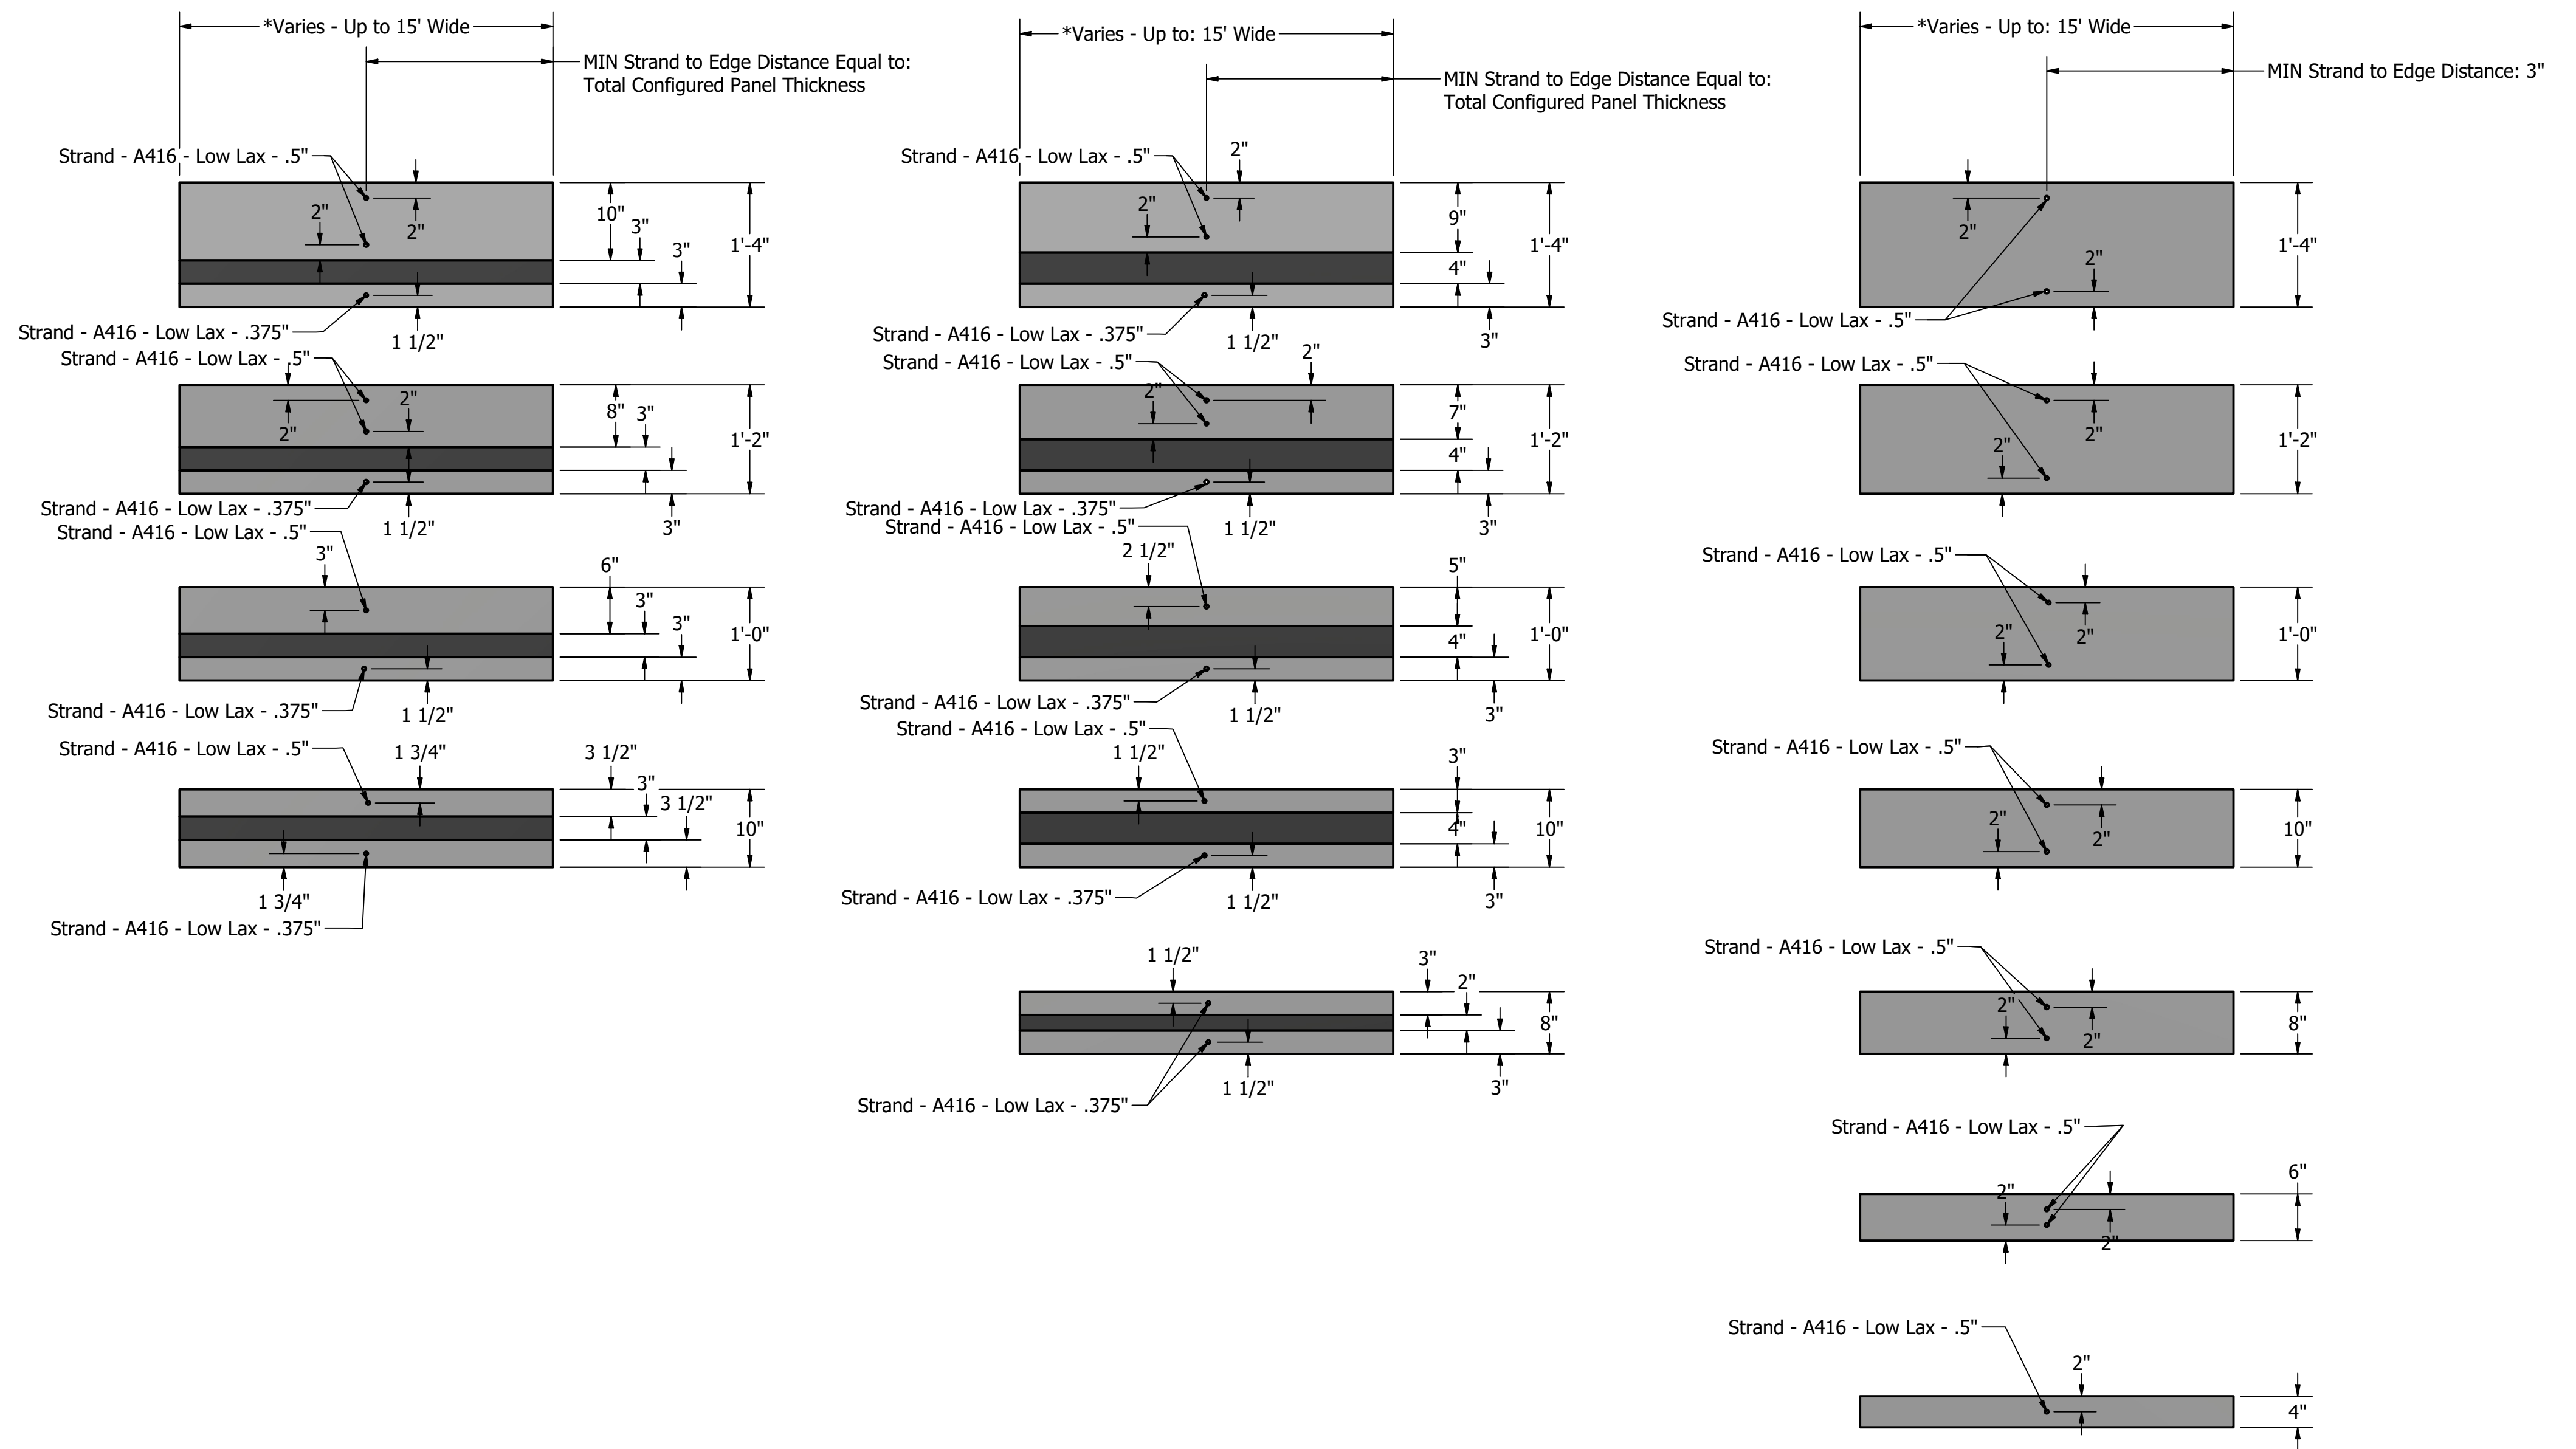 *Varies - Up to 15' Wide
MIN Strand to Edge Distance Equal to:
Total Configured Panel Thickness
Strand - A416 - Low Lax - .5"
2"
2"
10"
3"
3"
1'-4"
Strand - A416 - Low Lax - .375"
1 1/2"
Strand - A416 - Low Lax - .5"
2"
2"
8"
3"
1'-2"
Strand - A416 - Low Lax - .375"
1 1/2"
3"
Strand - A416 - Low Lax - .5"
3"
6"
3"
3"
1'-0"
Strand - A416 - Low Lax - .375"
1 1/2"
Strand - A416 - Low Lax - .5"
1 3/4"
3 1/2"
3"
3 1/2"
10"
1 3/4"
Strand - A416 - Low Lax - .375"
*Varies - Up to: 15' Wide
MIN Strand to Edge Distance Equal to:
Total Configured Panel Thickness
Strand - A416 - Low Lax - .5"
2"
2"
9"
4"
1'-4"
Strand - A416 - Low Lax - .375"
1 1/2"
3"
Strand - A416 - Low Lax - .5"
2"
2"
7"
4"
1'-2"
Strand - A416 - Low Lax - .375"
1 1/2"
3"
Strand - A416 - Low Lax - .5"
2 1/2"
5"
4"
1'-0"
Strand - A416 - Low Lax - .375"
1 1/2"
3"
Strand - A416 - Low Lax - .5"
1 1/2"
3"
4"
10"
Strand - A416 - Low Lax - .375"
1 1/2"
3"
1 1/2"
3"
2"
8"
1 1/2"
3"
Strand - A416 - Low Lax - .375"
*Varies - Up to: 15' Wide
MIN Strand to Edge Distance: 3"
2"
2"
1'-4"
Strand - A416 - Low Lax - .5"
Strand - A416 - Low Lax - .5"
2"
2"
1'-2"
Strand - A416 - Low Lax - .5"
2"
2"
1'-0"
Strand - A416 - Low Lax - .5"
2"
2"
10"
Strand - A416 - Low Lax - .5"
2"
2"
8"
Strand - A416 - Low Lax - .5"
2"
2"
6"
Strand - A416 - Low Lax - .5"
2"
4"